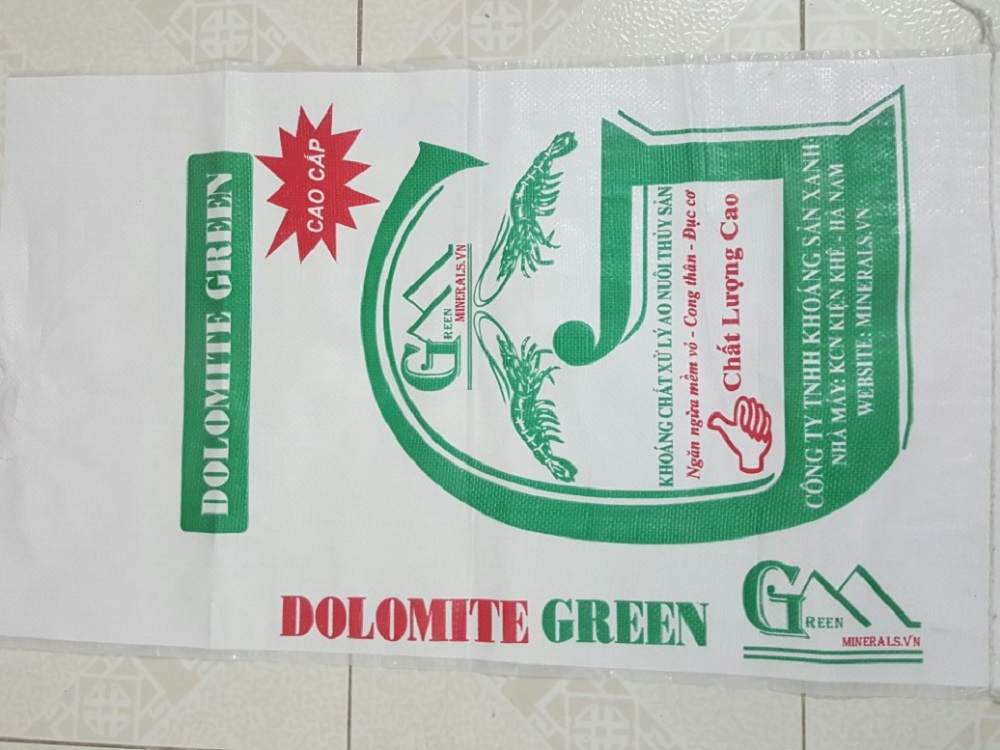 DOLOMITE GREEN
CAO CẤP
GREEN
MINERALS.VN
KHOÁNG CHẤT XỬ LÝ AO NUÔI THỦY SẢN
Ngăn ngừa mềm vỏ - Cong thân - Đục cơ
Chất Lượng Cao
CÔNG TY TNHH KHOÁNG SẢN XANH
NHÀ MÁY: KCN KIỆN KHÊ - HÀ NAM
WEBSITE: MINERALS.VN
DOLOMITE GREEN
GREEN
MINERALS.VN